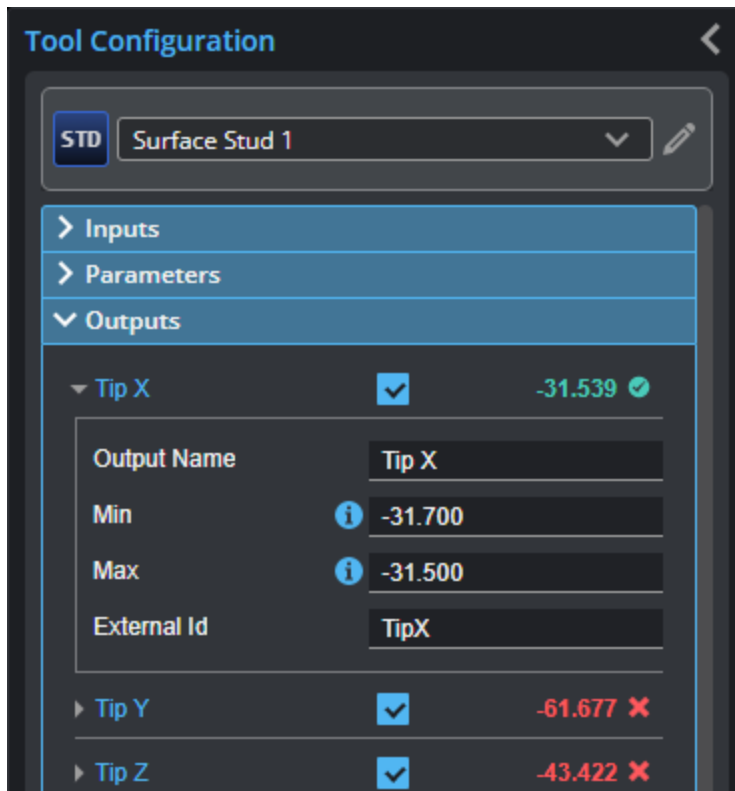 Tool Configuration
STD Surface Stud 1
Inputs
Parameters
Outputs
Tip X -31.539
Output Name Tip X
Min i -31.700
Max i -31.500
External Id TipX
Tip Y -61.677
Tip Z -43.422